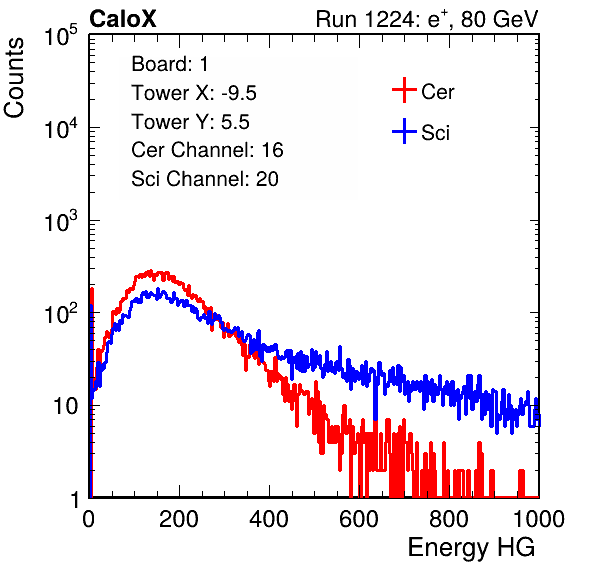 CaloX Run 1224: e⁺, 80 GeV
Counts
Board: 1
Tower X: -9.5
Tower Y: 5.5
Cer Channel: 16
Sci Channel: 20
Cer
Sci
10⁵
10⁴
10³
10²
10
1
0 200 400 600 800 1000
Energy HG